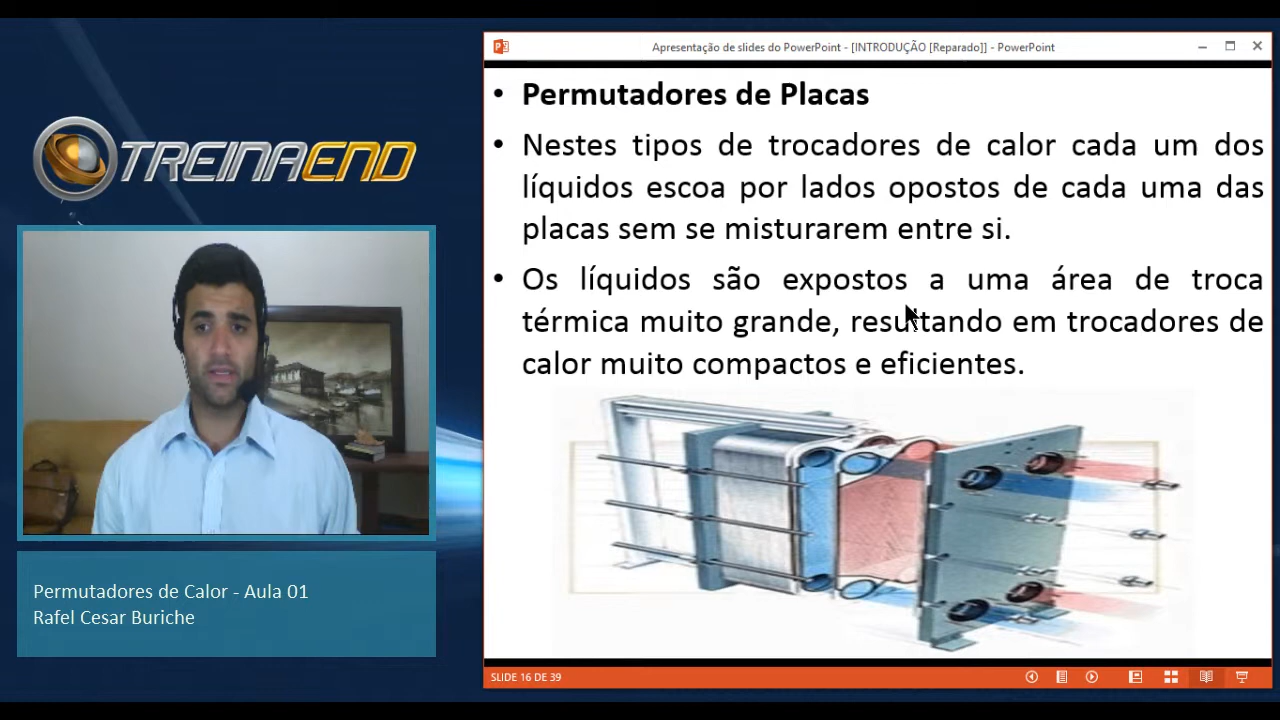 TREINAEND
Permutadores de Calor - Aula 01
Rafel Cesar Buriche
Apresentação de slides do PowerPoint - [INTRODUÇÃO [Reparado]] - PowerPoint
• Permutadores de Placas
• Nestes tipos de trocadores de calor cada um dos
líquidos escoa por lados opostos de cada uma das
placas sem se misturarem entre si.
• Os líquidos são expostos a uma área de troca
térmica muito grande, resultando em trocadores de
calor muito compactos e eficientes.
SLIDE 16 DE 39